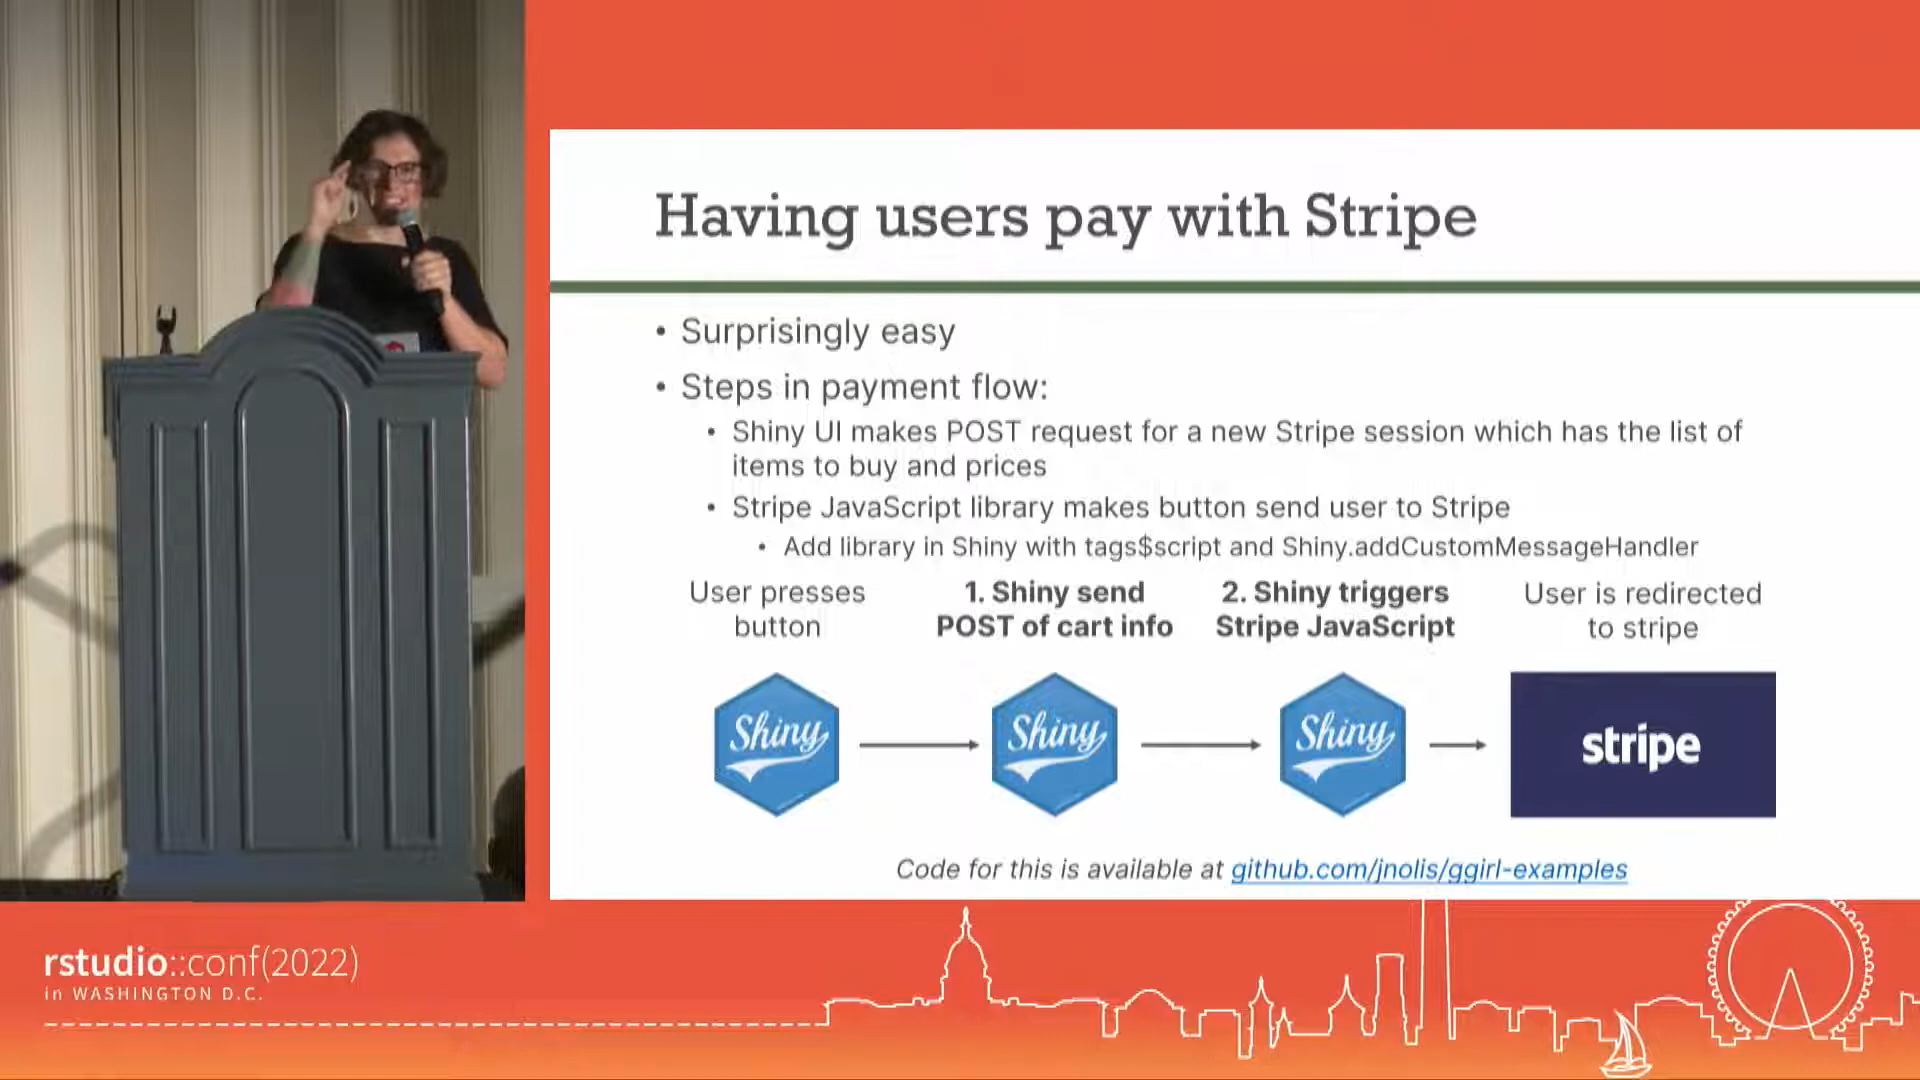 Having users pay with Stripe
• Surprisingly easy
• Steps in payment flow:
• Shiny UI makes POST request for a new Stripe session which has the list of
items to buy and prices
• Stripe JavaScript library makes button send user to Stripe
• Add library in Shiny with tags$script and Shiny.addCustomMessageHandler
User presses
button
1. Shiny send
POST of cart info
2. Shiny triggers
Stripe JavaScript
User is redirected
to stripe
Shiny
Shiny
Shiny
stripe
Code for this is available at github.com/jnolis/ggirl-examples
rstudio::conf(2022)
in WASHINGTON D.C.